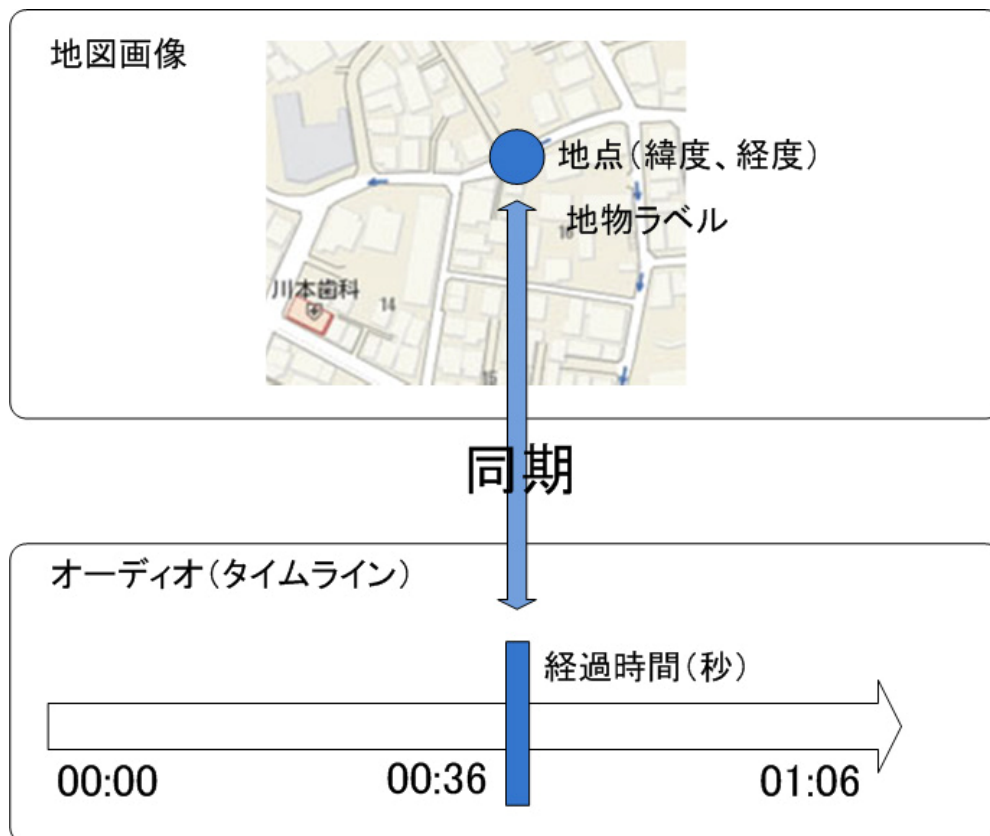 地図画像
地点(緯度、経度)
地物ラベル
16
川本歯科
14
15
同期
オーディオ(タイムライン)
経過時間(秒)
00:00
00:36
01:06